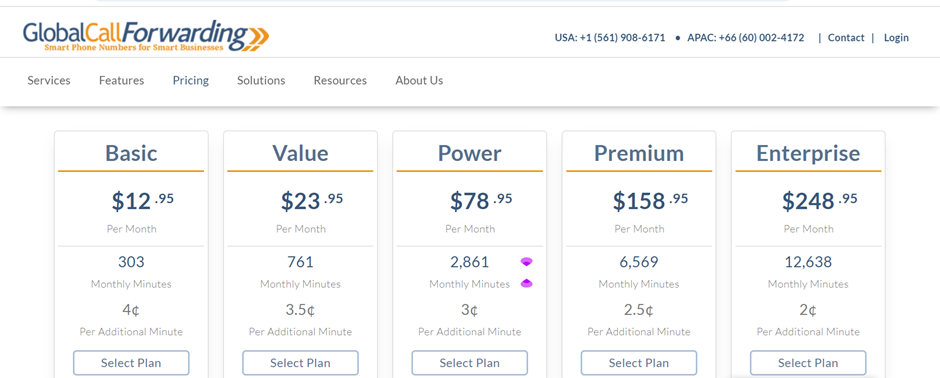 GlobalCallForwarding
Smart Phone Numbers for Smart Businesses
USA: +1 (561) 908-6171 ● APAC: +66 (60) 002-4172 | Contact | Login
Services Features Pricing Solutions Resources About Us
Basic
$12.95
Per Month
303
Monthly Minutes
4¢
Per Additional Minute
Select Plan
Value
$23.95
Per Month
761
Monthly Minutes
3.5¢
Per Additional Minute
Select Plan
Power
$78.95
Per Month
2,861
Monthly Minutes
3¢
Per Additional Minute
Select Plan
Premium
$158.95
Per Month
6,569
Monthly Minutes
2.5¢
Per Additional Minute
Select Plan
Enterprise
$248.95
Per Month
12,638
Monthly Minutes
2¢
Per Additional Minute
Select Plan